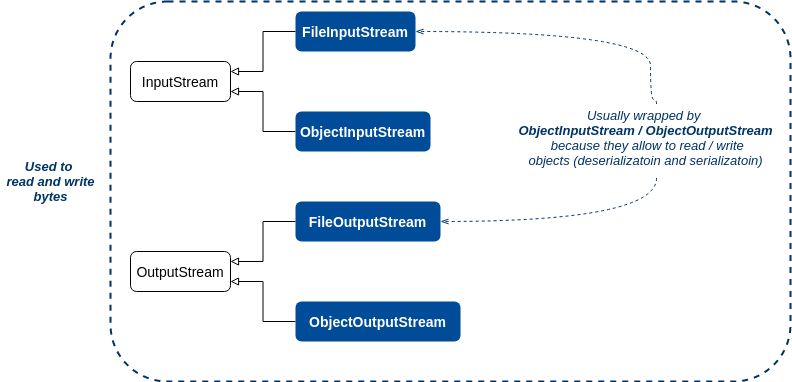 FileInputStream
InputStream
ObjectInputStream
Usually wrapped by
ObjectInputStream / ObjectOutputStream
because they allow to read / write
objects (deserializatoin and serializatoin)
Used to
read and write
bytes
FileOutputStream
OutputStream
ObjectOutputStream